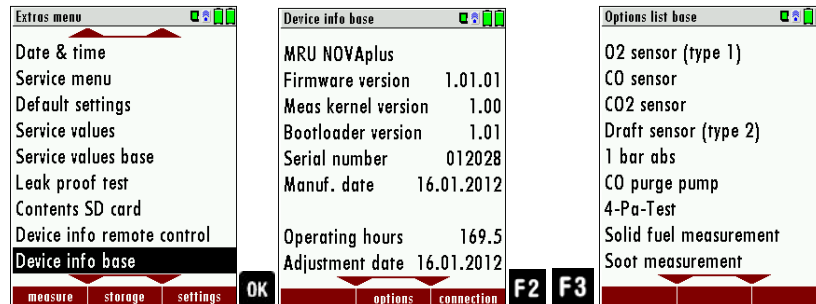 Extras menu
Date & time
Service menu
Default settings
Service values
Service values base
Leak proof test
Contents SD card
Device info remote control
Device info base
measure storage settings
OK
Device info base
MRU NOVAplus
Firmware version 1.01.01
Meas kernel version 1.00
Bootloader version 1.01
Serial number 012028
Manuf. date 16.01.2012
Operating hours 169.5
Adjustment date 16.01.2012
options connection
F2 F3
Options list base
O2 sensor (type 1)
CO sensor
CO2 sensor
Draft sensor (type 2)
1 bar abs
CO purge pump
4-Pa-Test
Solid fuel measurement
Soot measurement